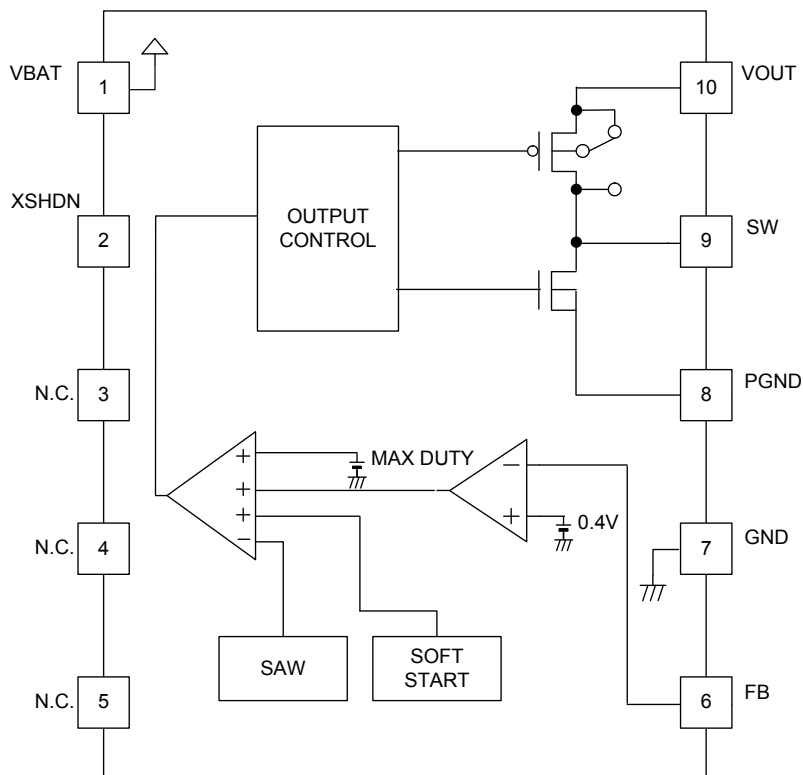 VBAT
1
10
VOUT
XSHDN
2
OUTPUT
CONTROL
9
SW
N.C.
3
8
PGND
+
MAX DUTY
−
+
+
+
0.4V
−
N.C.
4
7
GND
SAW
SOFT
START
N.C.
5
6
FB